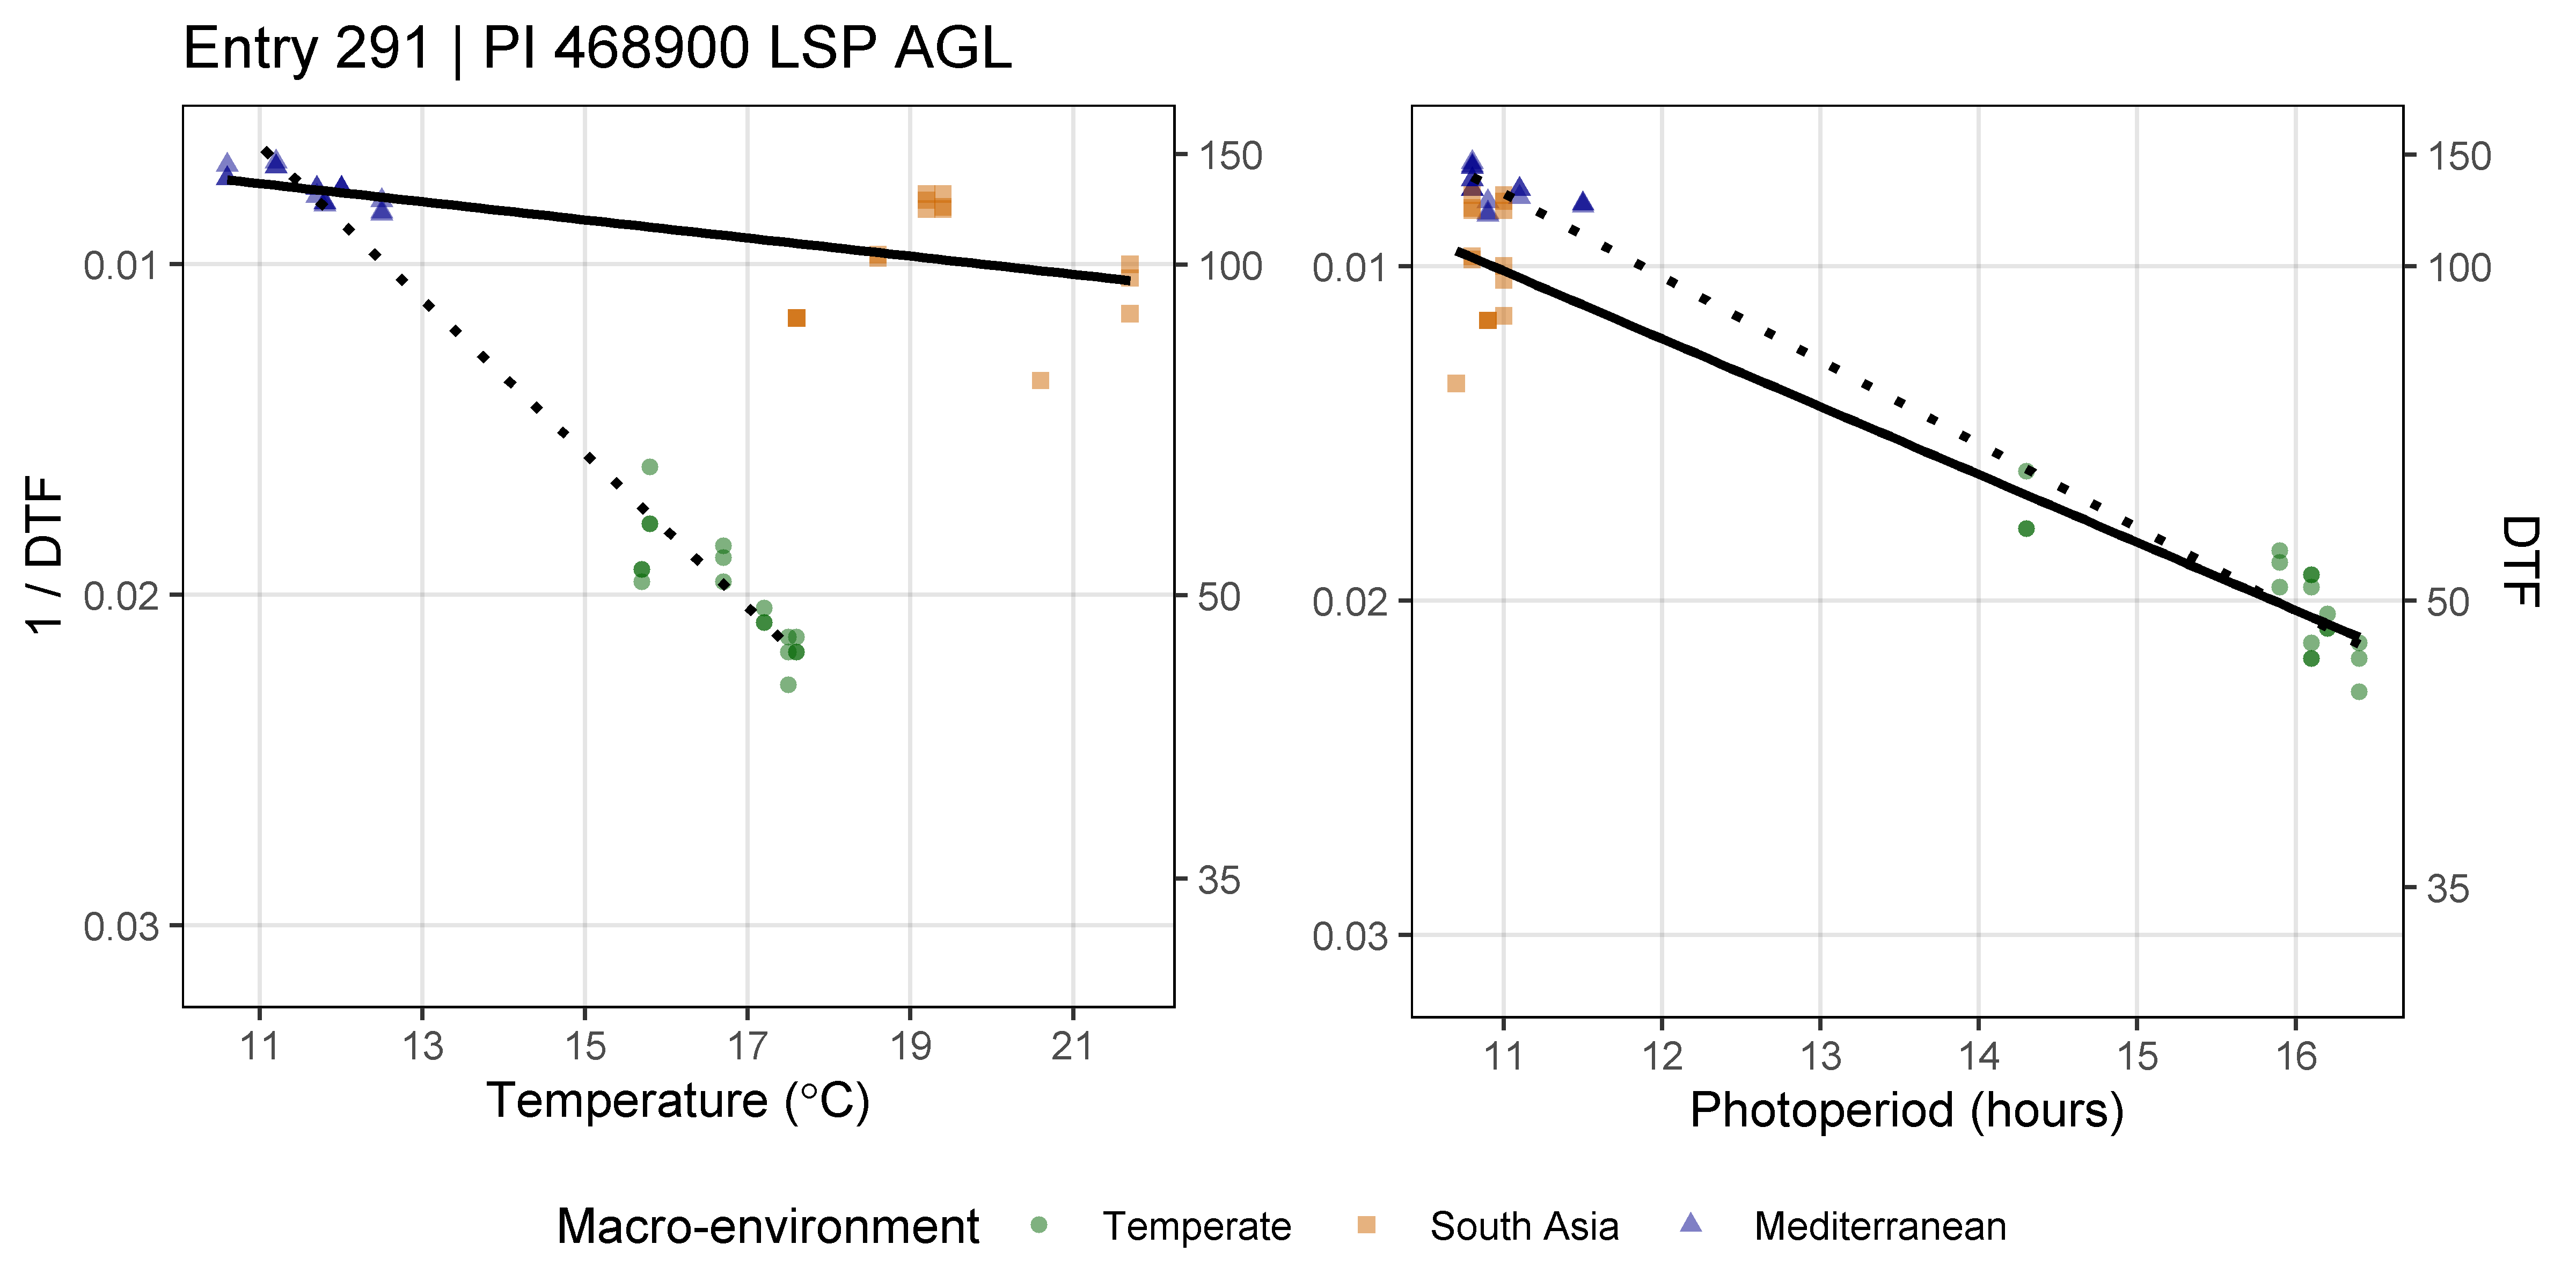 Entry 291 | PI 468900 LSP AGL
1 / DTF
0.01
0.02
0.03
150
100
50
35
11 13 15 17 19 21
Temperature (°C)
0.01
0.02
0.03
150
100
50
35
DTF
11 12 13 14 15 16
Photoperiod (hours)
Macro-environment Temperate South Asia Mediterranean